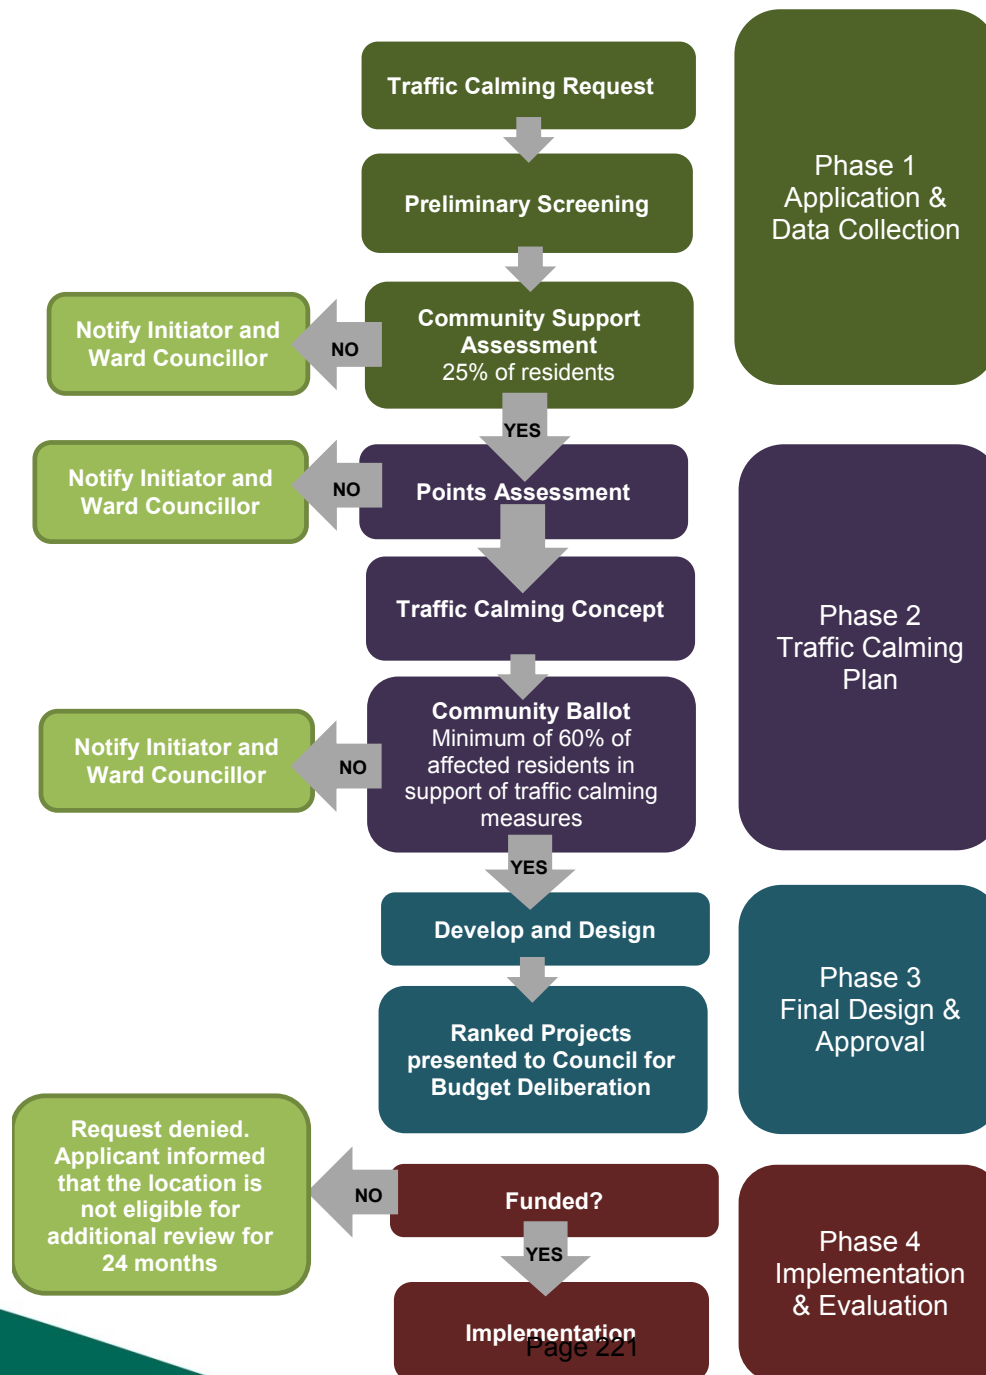 Traffic Calming Request
Phase 1
Application &
Data Collection
Preliminary Screening
Community Support
Assessment
25% of residents
NO
Notify Initiator and
Ward Councillor
YES
Points Assessment
NO
Notify Initiator and
Ward Councillor
Phase 2
Traffic Calming
Plan
Traffic Calming Concept
Community Ballot
Minimum of 60% of
affected residents in
support of traffic calming
measures
NO
Notify Initiator and
Ward Councillor
YES
Develop and Design
Phase 3
Final Design &
Approval
Ranked Projects
presented to Council for
Budget Deliberation
Funded?
NO
Request denied.
Applicant informed
that the location is
not eligible for
additional review for
24 months
YES
Phase 4
Implementation
& Evaluation
Implementation
Page 221